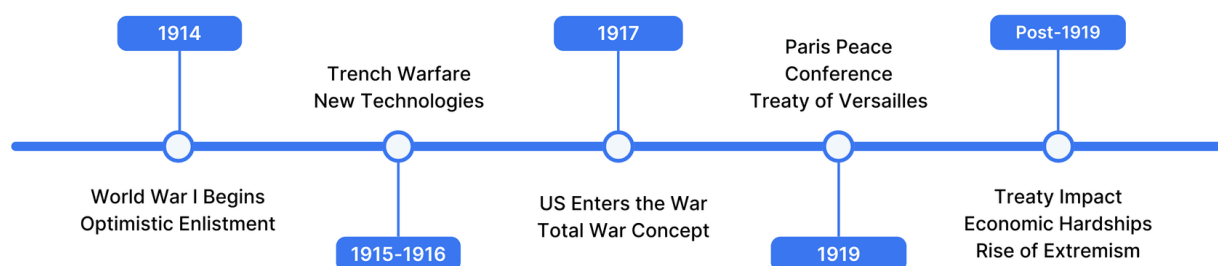 1914
World War I Begins
Optimistic Enlistment
Trench Warfare
New Technologies
1915-1916
1917
US Enters the War
Total War Concept
Paris Peace
Conference
Treaty of Versailles
1919
Post-1919
Treaty Impact
Economic Hardships
Rise of Extremism